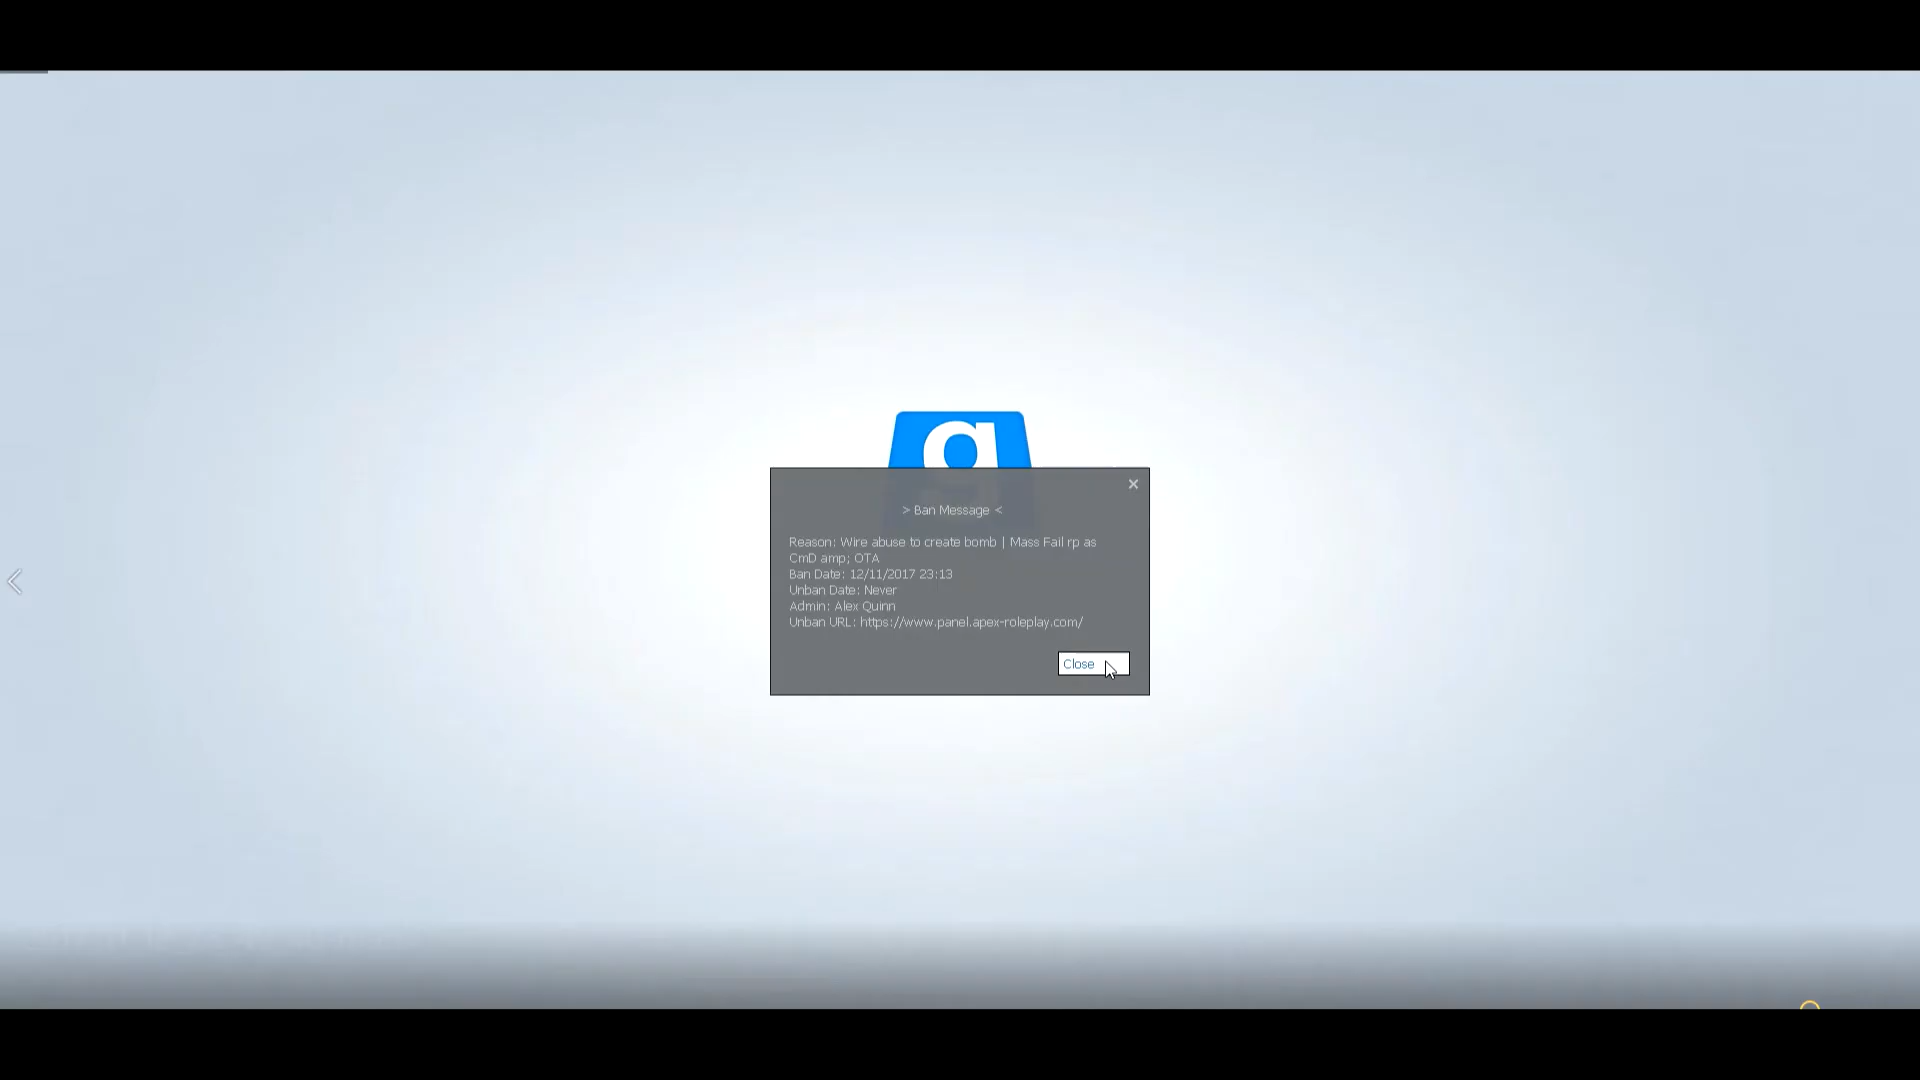 g
> Ban Message <
Reason: Wire abuse to create bomb | Mass Fail rp as
CmD amp; OTA
Ban Date: 12/11/2017 23:13
Unban Date: Never
Admin: Alex Quinn
Unban URL: https://www.panel.apex-roleplay.com/
Close